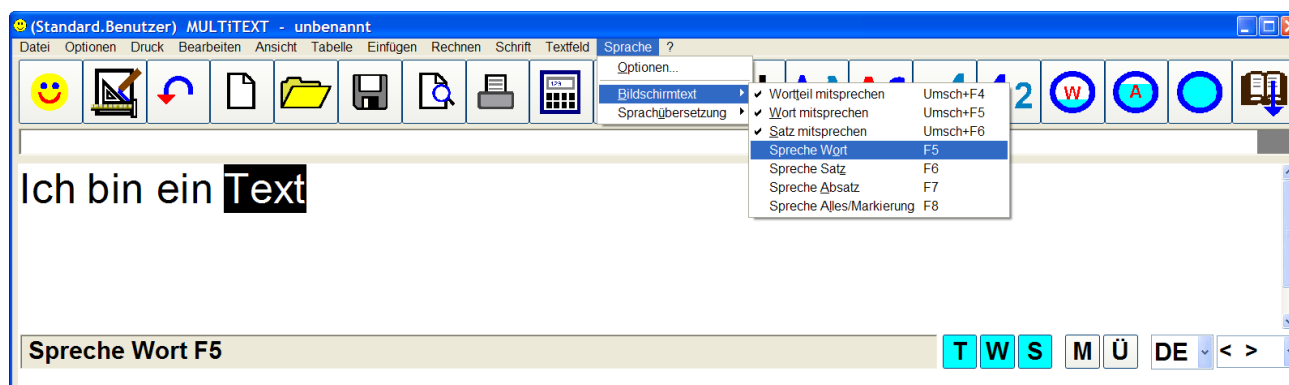 (Standard.Benutzer) MULTiTEXT - unbenannt
Datei Optionen Druck Bearbeiten Ansicht Tabelle Einfügen Rechnen Schrift Textfeld Sprache ?
Optionen...
Bildschirmtext
Sprachübersetzung
Wortteil mitsprechen Umsch+F4
Wort mitsprechen Umsch+F5
Satz mitsprechen Umsch+F6
Spreche Wort F5
Spreche Satz F6
Spreche Absatz F7
Spreche Alles/Markierung F8
123
2
W
A
Ich bin ein Text
Spreche Wort F5
T W S M Ü DE < >